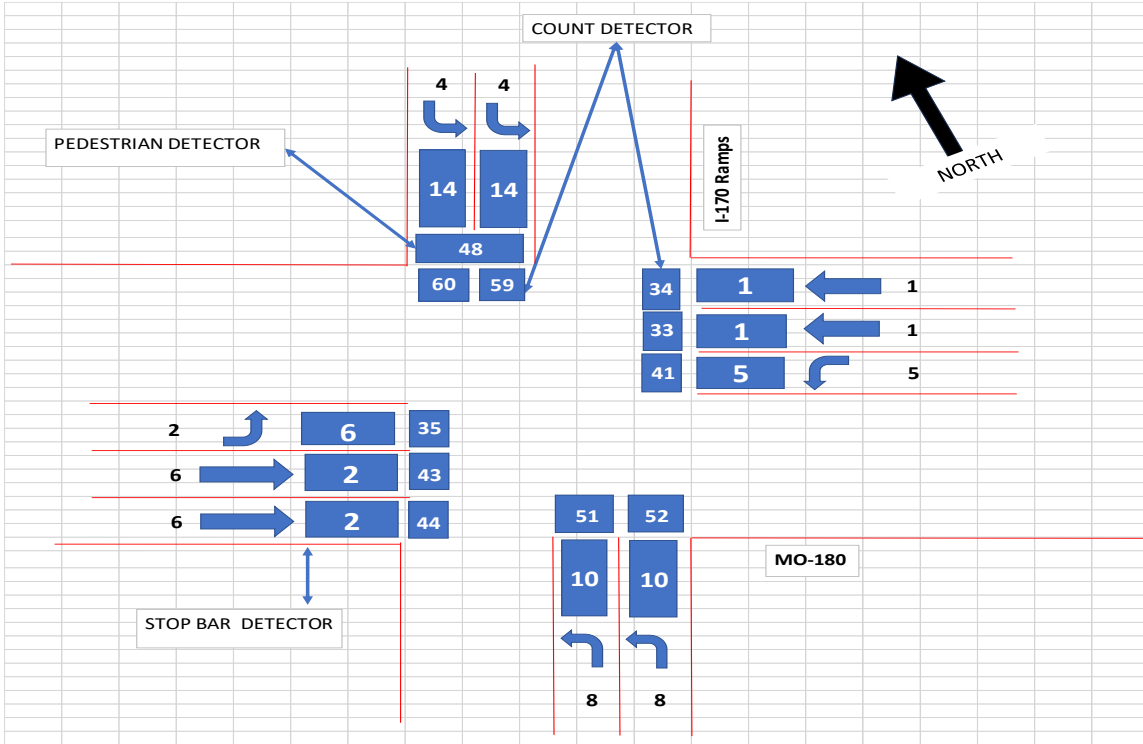 COUNT DETECTOR
4 4
PEDESTRIAN DETECTOR
I-170 Ramps
NORTH
14 14
48
60 59
34 1 1
33 1 1
41 5 5
2 6 35
6 2 43
6 2 44
51 52
MO-180
10 10
STOP BAR DETECTOR
8 8